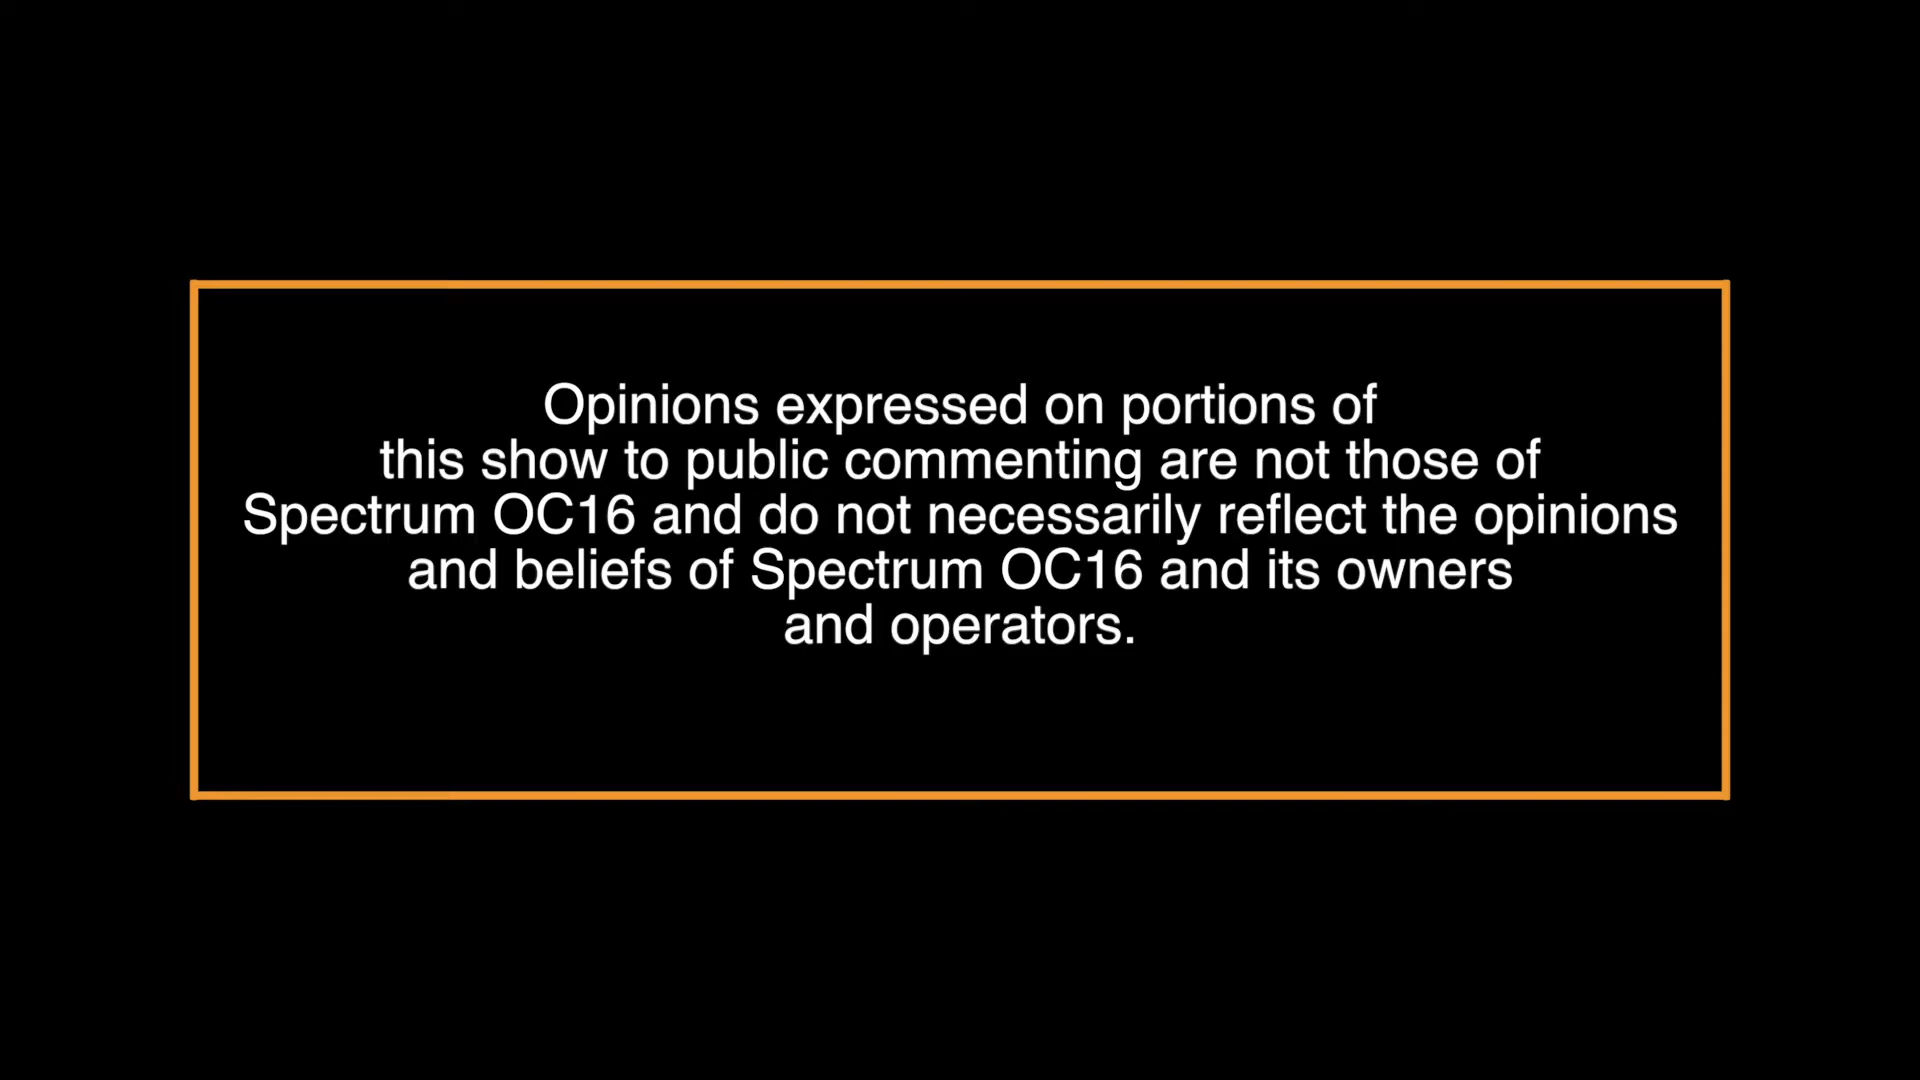 Opinions expressed on portions of
this show to public commenting are not those of
Spectrum OC16 and do not necessarily reflect the opinions
and beliefs of Spectrum OC16 and its owners
and operators.